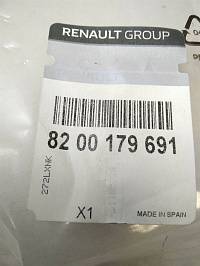 RENAULT GROUP
82 00 179 691
272LXNK
X1
MADE IN SPAIN